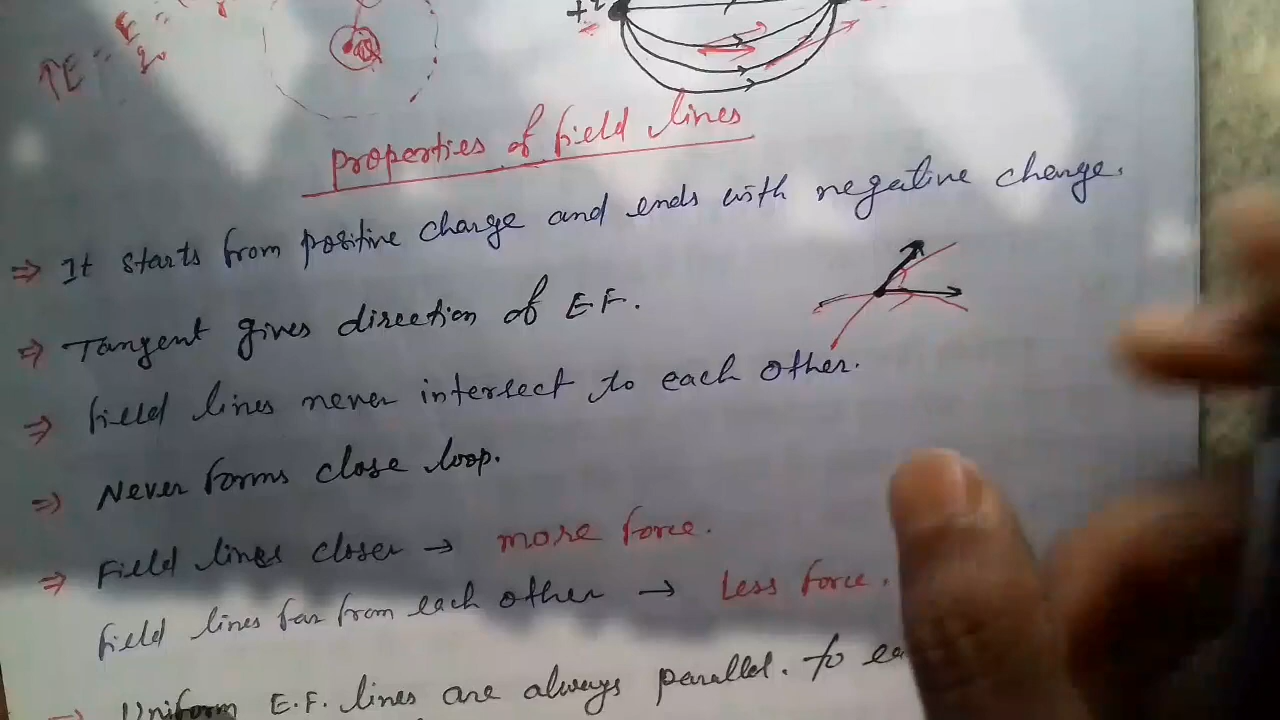 +2
↑E
Properties of field lines
⇒ It starts from positive charge and ends with negative charge.
⇒ Tangent gives direction of E.F.
⇒ field lines never intersect to each other.
⇒ Never forms close loop.
⇒ Field lines closer → more force.
field lines far from each other → Less force.
Uniform E.F. lines are always parallel. to ea